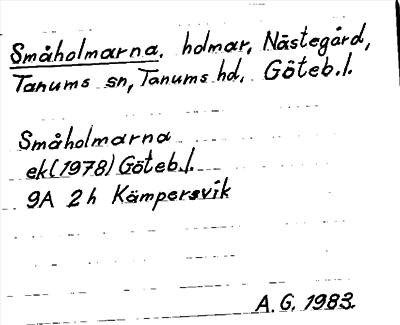 Småholmarna. holmar, Nästegård,
Tanums sn, Tanums hd. Göteb.l.
Småholmarna
ek(1978) Göteb.l.
9A 2h Kämpersvik
A.G. 1983.